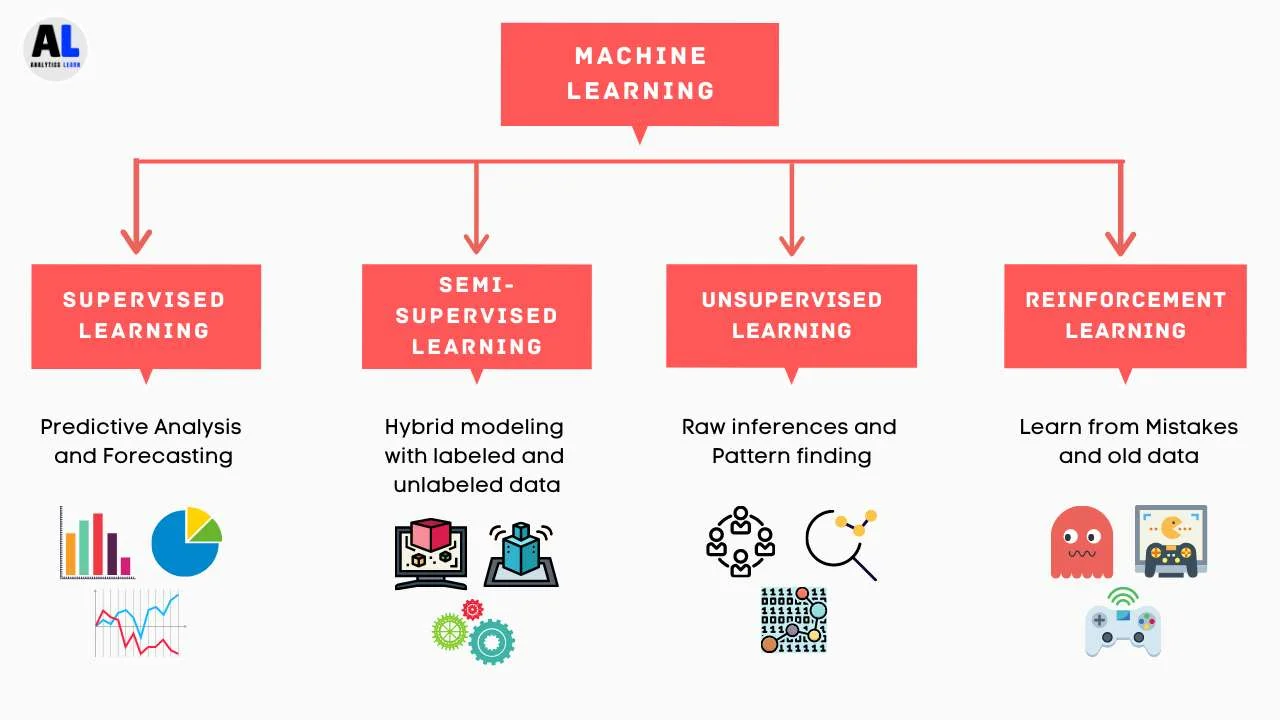 AL
ANALYTICS LEARN
MACHINE
LEARNING
SUPERVISED
LEARNING
SEMI-
SUPERVISED
LEARNING
UNSUPERVISED
LEARNING
REINFORCEMENT
LEARNING
Predictive Analysis
and Forecasting
Hybrid modeling
with labeled and
unlabeled data
Raw inferences and
Pattern finding
Learn from Mistakes
and old data